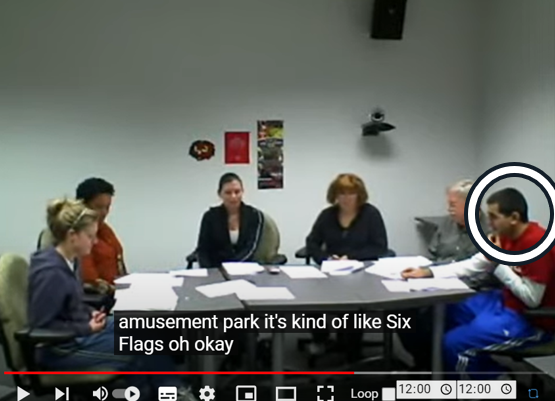 amusement park it's kind of like Six
Flags oh okay
Loop
12:00
12:00